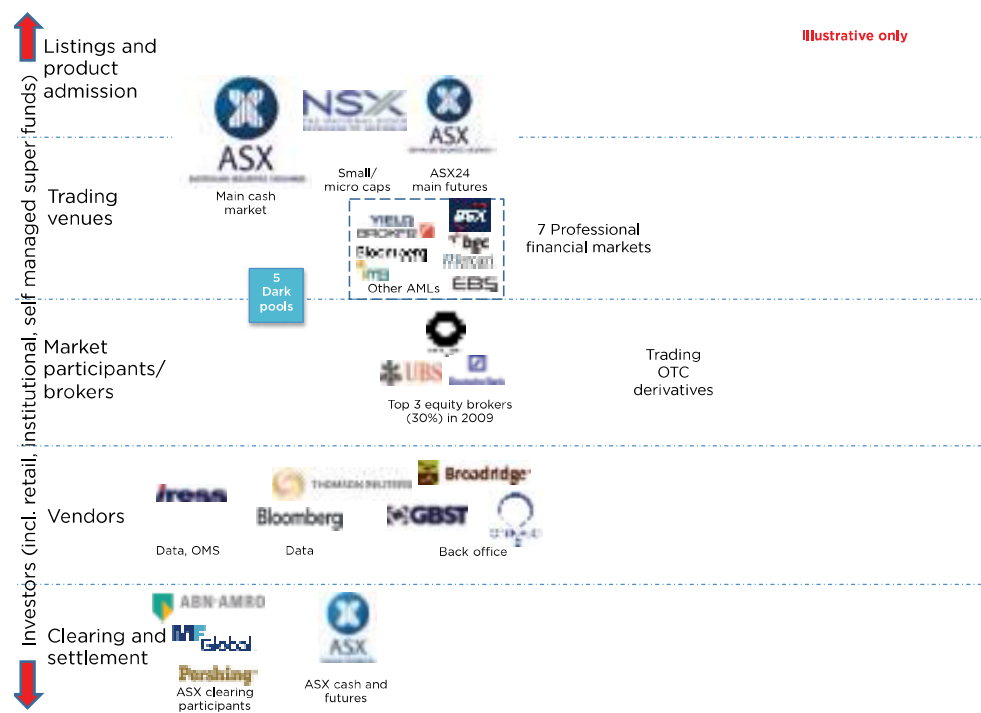 Investors (incl. retail, institutional, self managed super funds)
Illustrative only
Listings and
product
admission
ASX
NSX
ASX
Trading
venues
Main cash
market
Small/
micro caps
ASX24
main futures
YIELD
BROKER
bgc
Bloomberg
EBS
Other AMLs
7 Professional
financial markets
5
Dark
pools
Market
participants/
brokers
UBS
Deutsche Bank
Top 3 equity brokers
(30%) in 2009
Trading
OTC
derivatives
Vendors
iress
THOMSON REUTERS
Broadridge
Bloomberg
GBST
Data, OMS
Data
Back office
Clearing and
settlement
ABN·AMRO
MF
Global
Pershing
ASX
ASX clearing
participants
ASX cash and
futures